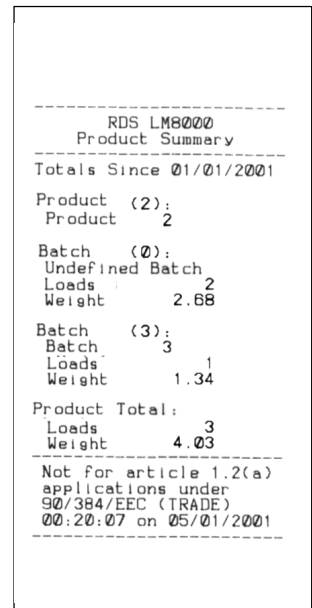 RDS LM8000
Product Summary
Totals Since 01/01/2001
Product (2):
Product 2
Batch (0):
Undefined Batch
Loads 2
Weight 2.68
Batch (3):
Batch 3
Loads 1
Weight 1.34
Product Total:
Loads 3
Weight 4.03
Not for article 1.2(a)
applications under
90/384/EEC (TRADE)
00:20:07 on 05/01/2001